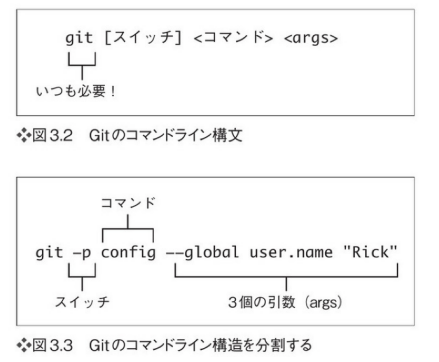 git [スイッチ] <コマンド> <args>
いつも必要！
❖図3.2 Gitのコマンドライン構文
コマンド
git –p config ––global user.name "Rick"
スイッチ
3個の引数（args）
❖図3.3 Gitのコマンドライン構造を分割する